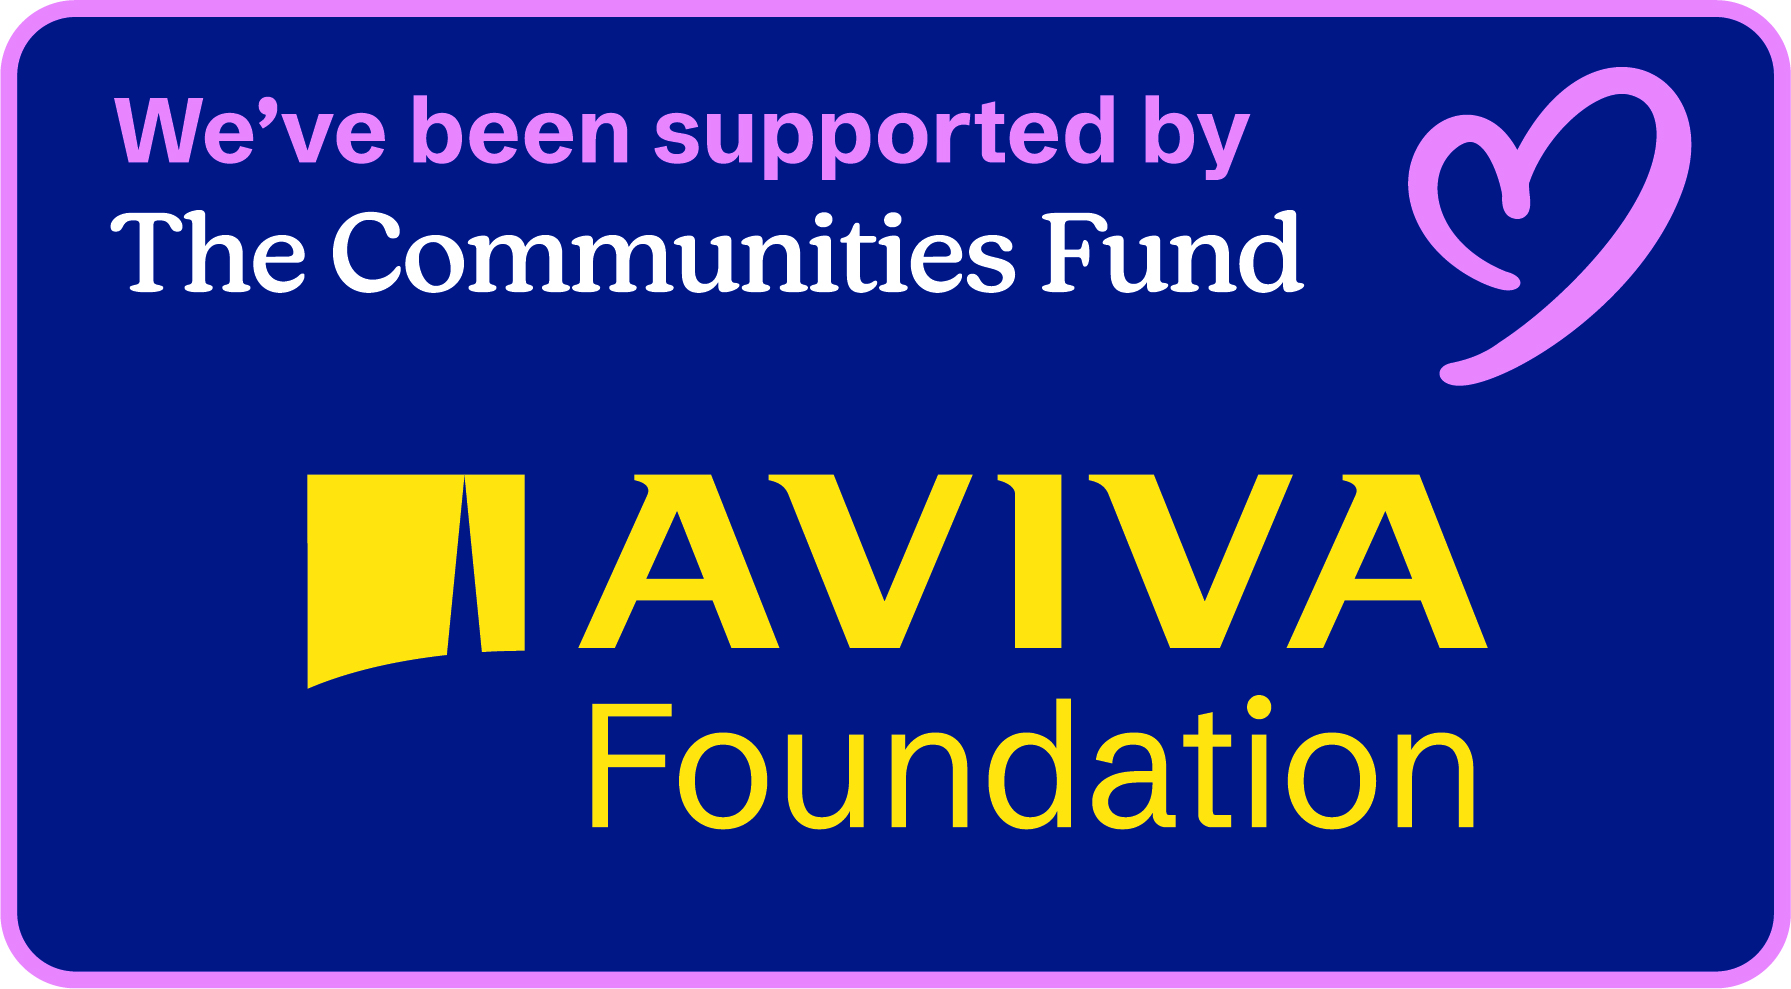 We’ve been supported by
The Communities Fund
AVIVA
Foundation